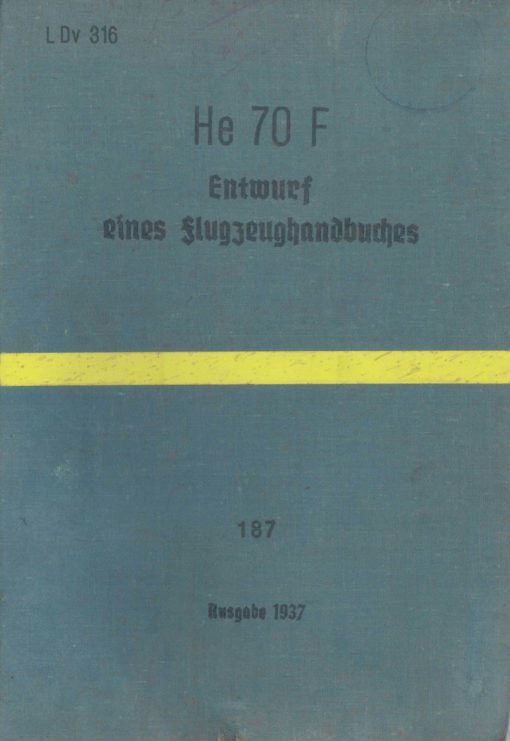 L Dv 316
He 70 F
Entwurf
eines Flugzeughandbuches
187
Ausgabe 1937